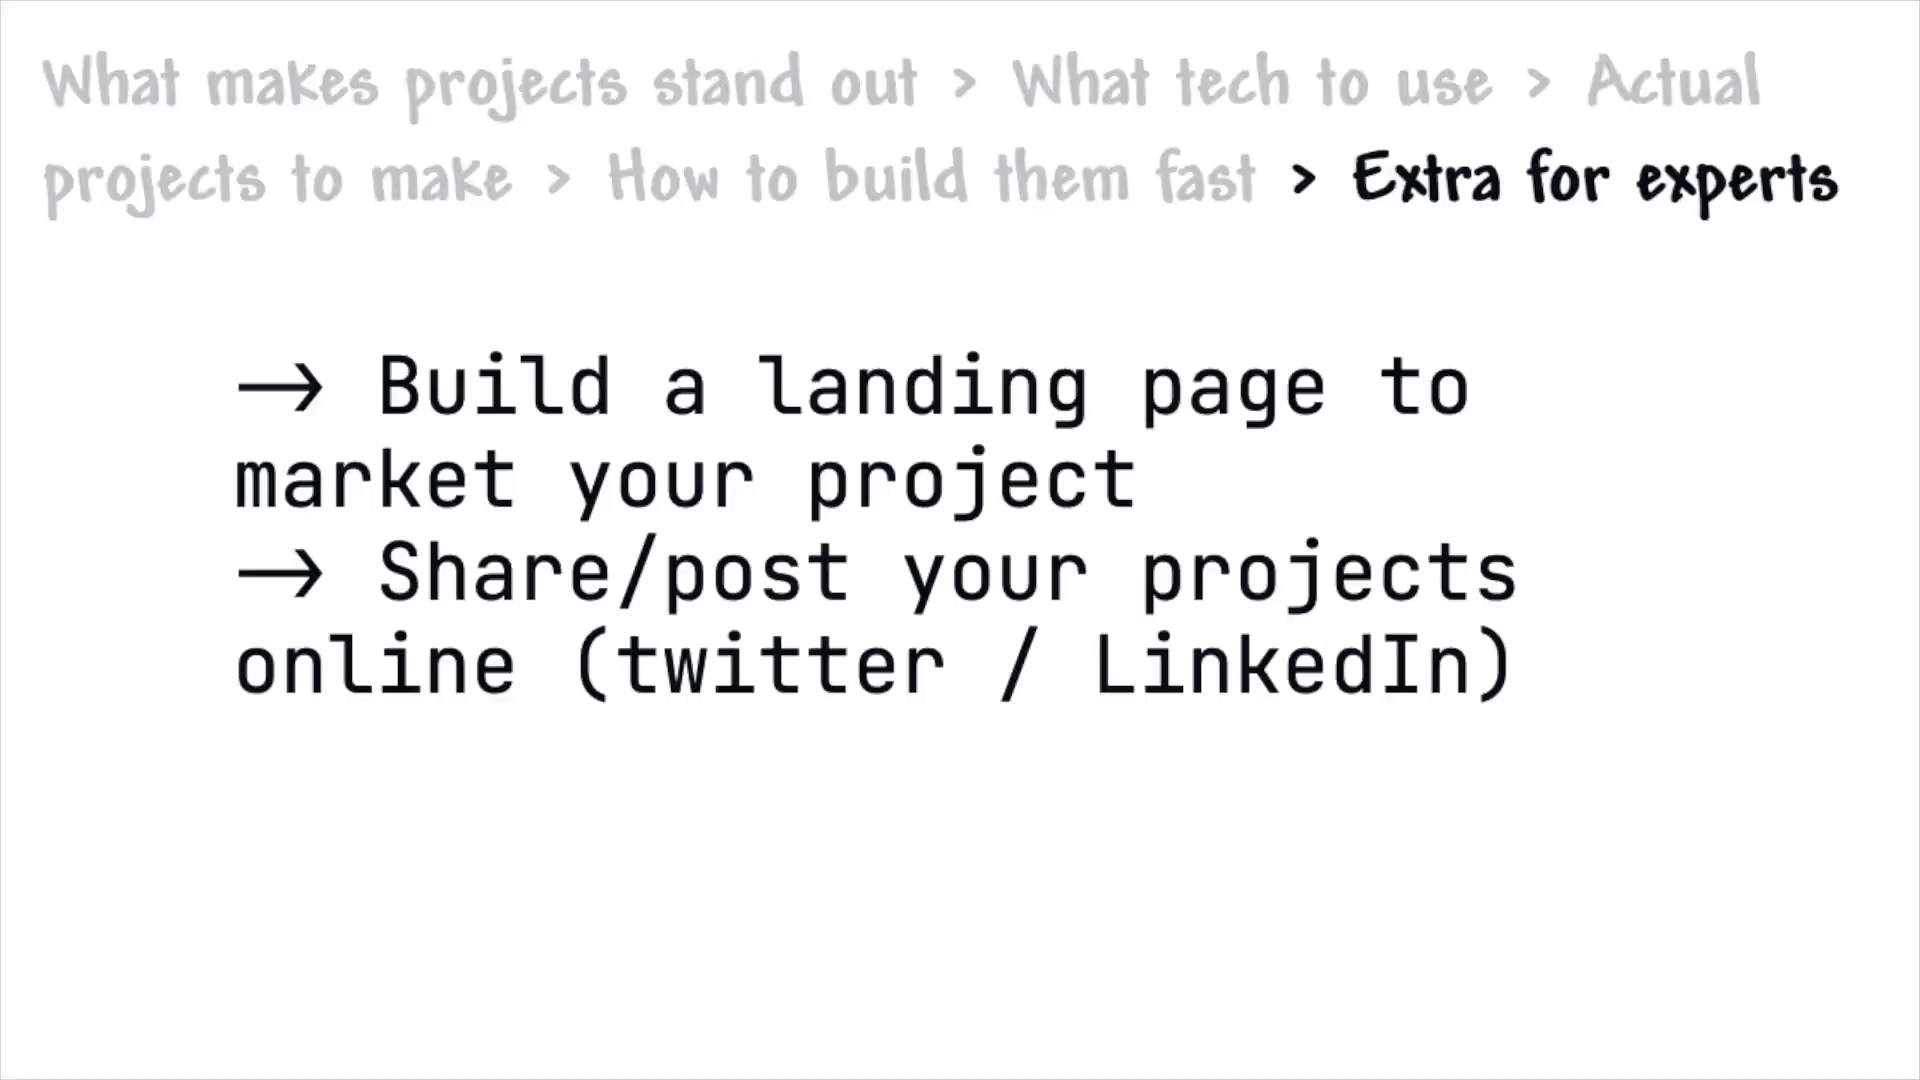 What makes projects stand out > What tech to use > Actual
projects to make > How to build them fast > Extra for experts
→ Build a landing page to
market your project
→ Share/post your projects
online (twitter / LinkedIn)